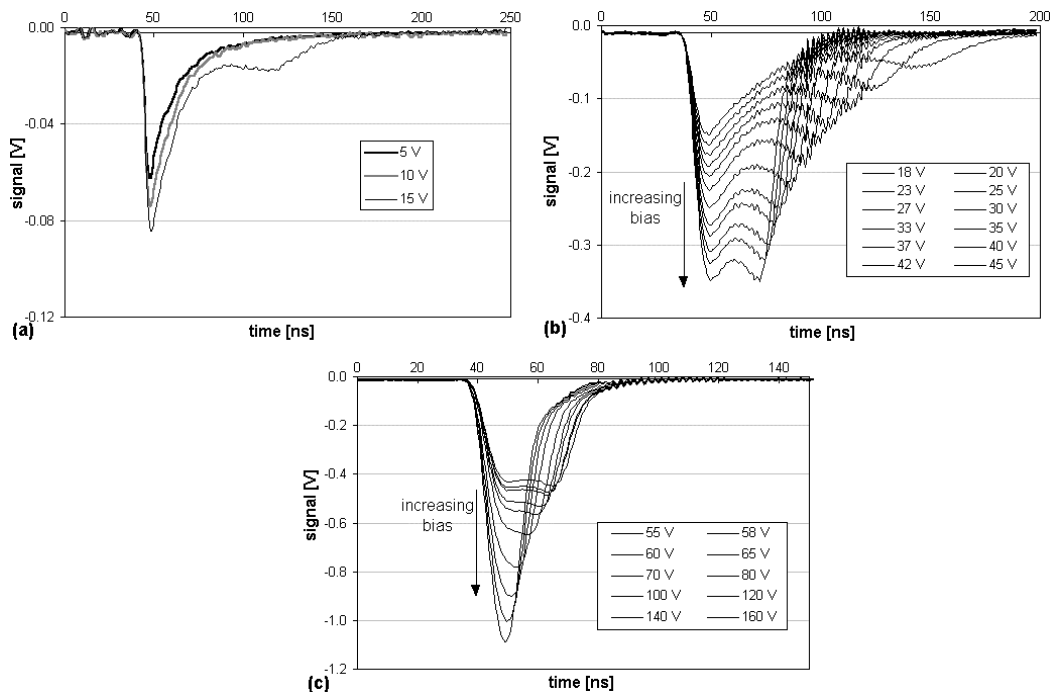 0 50 100 150 200 250
0.00
-0.04
-0.08
-0.12
signal [V]
5 V
10 V
15 V
(a)
time [ns]
0 50 100 150 200
0.0
-0.1
-0.2
-0.3
-0.4
signal [V]
increasing
bias
18 V 20 V
23 V 25 V
27 V 30 V
33 V 35 V
37 V 40 V
42 V 45 V
(b)
time [ns]
0 20 40 60 80 100 120 140
0.0
-0.2
-0.4
-0.6
-0.8
-1.0
-1.2
signal [V]
increasing
bias
55 V 58 V
60 V 65 V
70 V 80 V
100 V 120 V
140 V 160 V
(c)
time [ns]